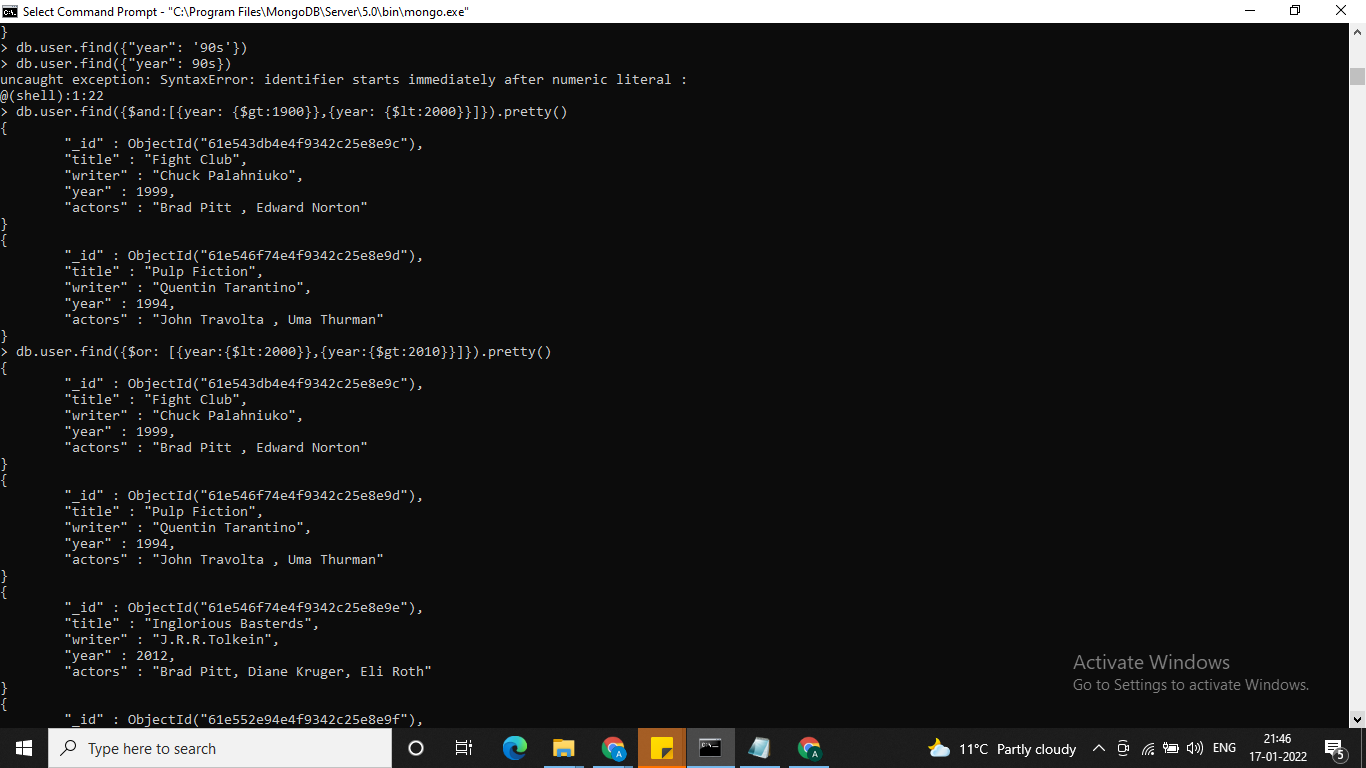 Select Command Prompt - "C:\Program Files\MongoDB\Server\5.0\bin\mongo.exe"
}
> db.user.find({"year": '90s'})
> db.user.find({"year": 90s})
uncaught exception: SyntaxError: identifier starts immediately after numeric literal :
@(shell):1:22
> db.user.find({$and:[{year: {$gt:1900}},{year: {$lt:2000}}]}).pretty()
{
"_id" : ObjectId("61e543db4e4f9342c25e8e9c"),
"title" : "Fight Club",
"writer" : "Chuck Palahniuko",
"year" : 1999,
"actors" : "Brad Pitt , Edward Norton"
}
{
"_id" : ObjectId("61e546f74e4f9342c25e8e9d"),
"title" : "Pulp Fiction",
"writer" : "Quentin Tarantino",
"year" : 1994,
"actors" : "John Travolta , Uma Thurman"
}
> db.user.find({$or: [{year:{$lt:2000}},{year:{$gt:2010}}]}).pretty()
{
"_id" : ObjectId("61e543db4e4f9342c25e8e9c"),
"title" : "Fight Club",
"writer" : "Chuck Palahniuko",
"year" : 1999,
"actors" : "Brad Pitt , Edward Norton"
}
{
"_id" : ObjectId("61e546f74e4f9342c25e8e9d"),
"title" : "Pulp Fiction",
"writer" : "Quentin Tarantino",
"year" : 1994,
"actors" : "John Travolta , Uma Thurman"
}
{
"_id" : ObjectId("61e546f74e4f9342c25e8e9e"),
"title" : "Inglorious Basterds",
"writer" : "J.R.R.Tolkein",
"year" : 2012,
"actors" : "Brad Pitt, Diane Kruger, Eli Roth"
}
{
"_id" : ObjectId("61e552e94e4f9342c25e8e9f"),
Activate Windows
Go to Settings to activate Windows.
Type here to search
11°C Partly cloudy
ENG
21:46
17-01-2022
5